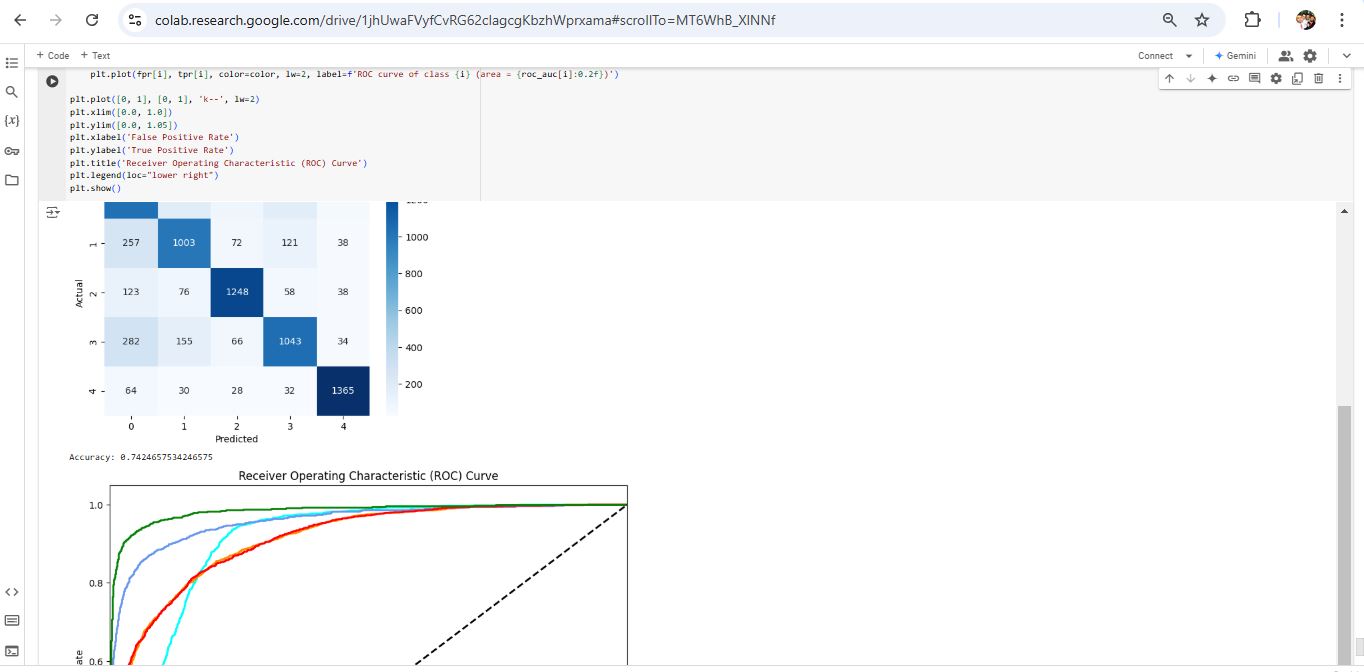 colab.research.google.com/drive/1jhUwaFVyfCvRG62clagcgKbzhWprxama#scrollTo=MT6WhB_XlNNf
+ Code + Text
Connect
Gemini
plt.plot(fpr[i], tpr[i], color=color, lw=2, label=f'ROC curve of class {i} (area = {roc_auc[i]:0.2f})')
plt.plot([0, 1], [0, 1], 'k--', lw=2)
plt.xlim([0.0, 1.0])
plt.ylim([0.0, 1.05])
plt.xlabel('False Positive Rate')
plt.ylabel('True Positive Rate')
plt.title('Receiver Operating Characteristic (ROC) Curve')
plt.legend(loc="lower right")
plt.show()
{x}
1 257 1003 72 121 38
2 123 76 1248 58 38
3 282 155 66 1043 34
4 64 30 28 32 1365
0 1 2 3 4
Predicted
Actual
1000
800
600
400
200
Accuracy: 0.7424657534246575
Receiver Operating Characteristic (ROC) Curve
1.0
0.8
0.6